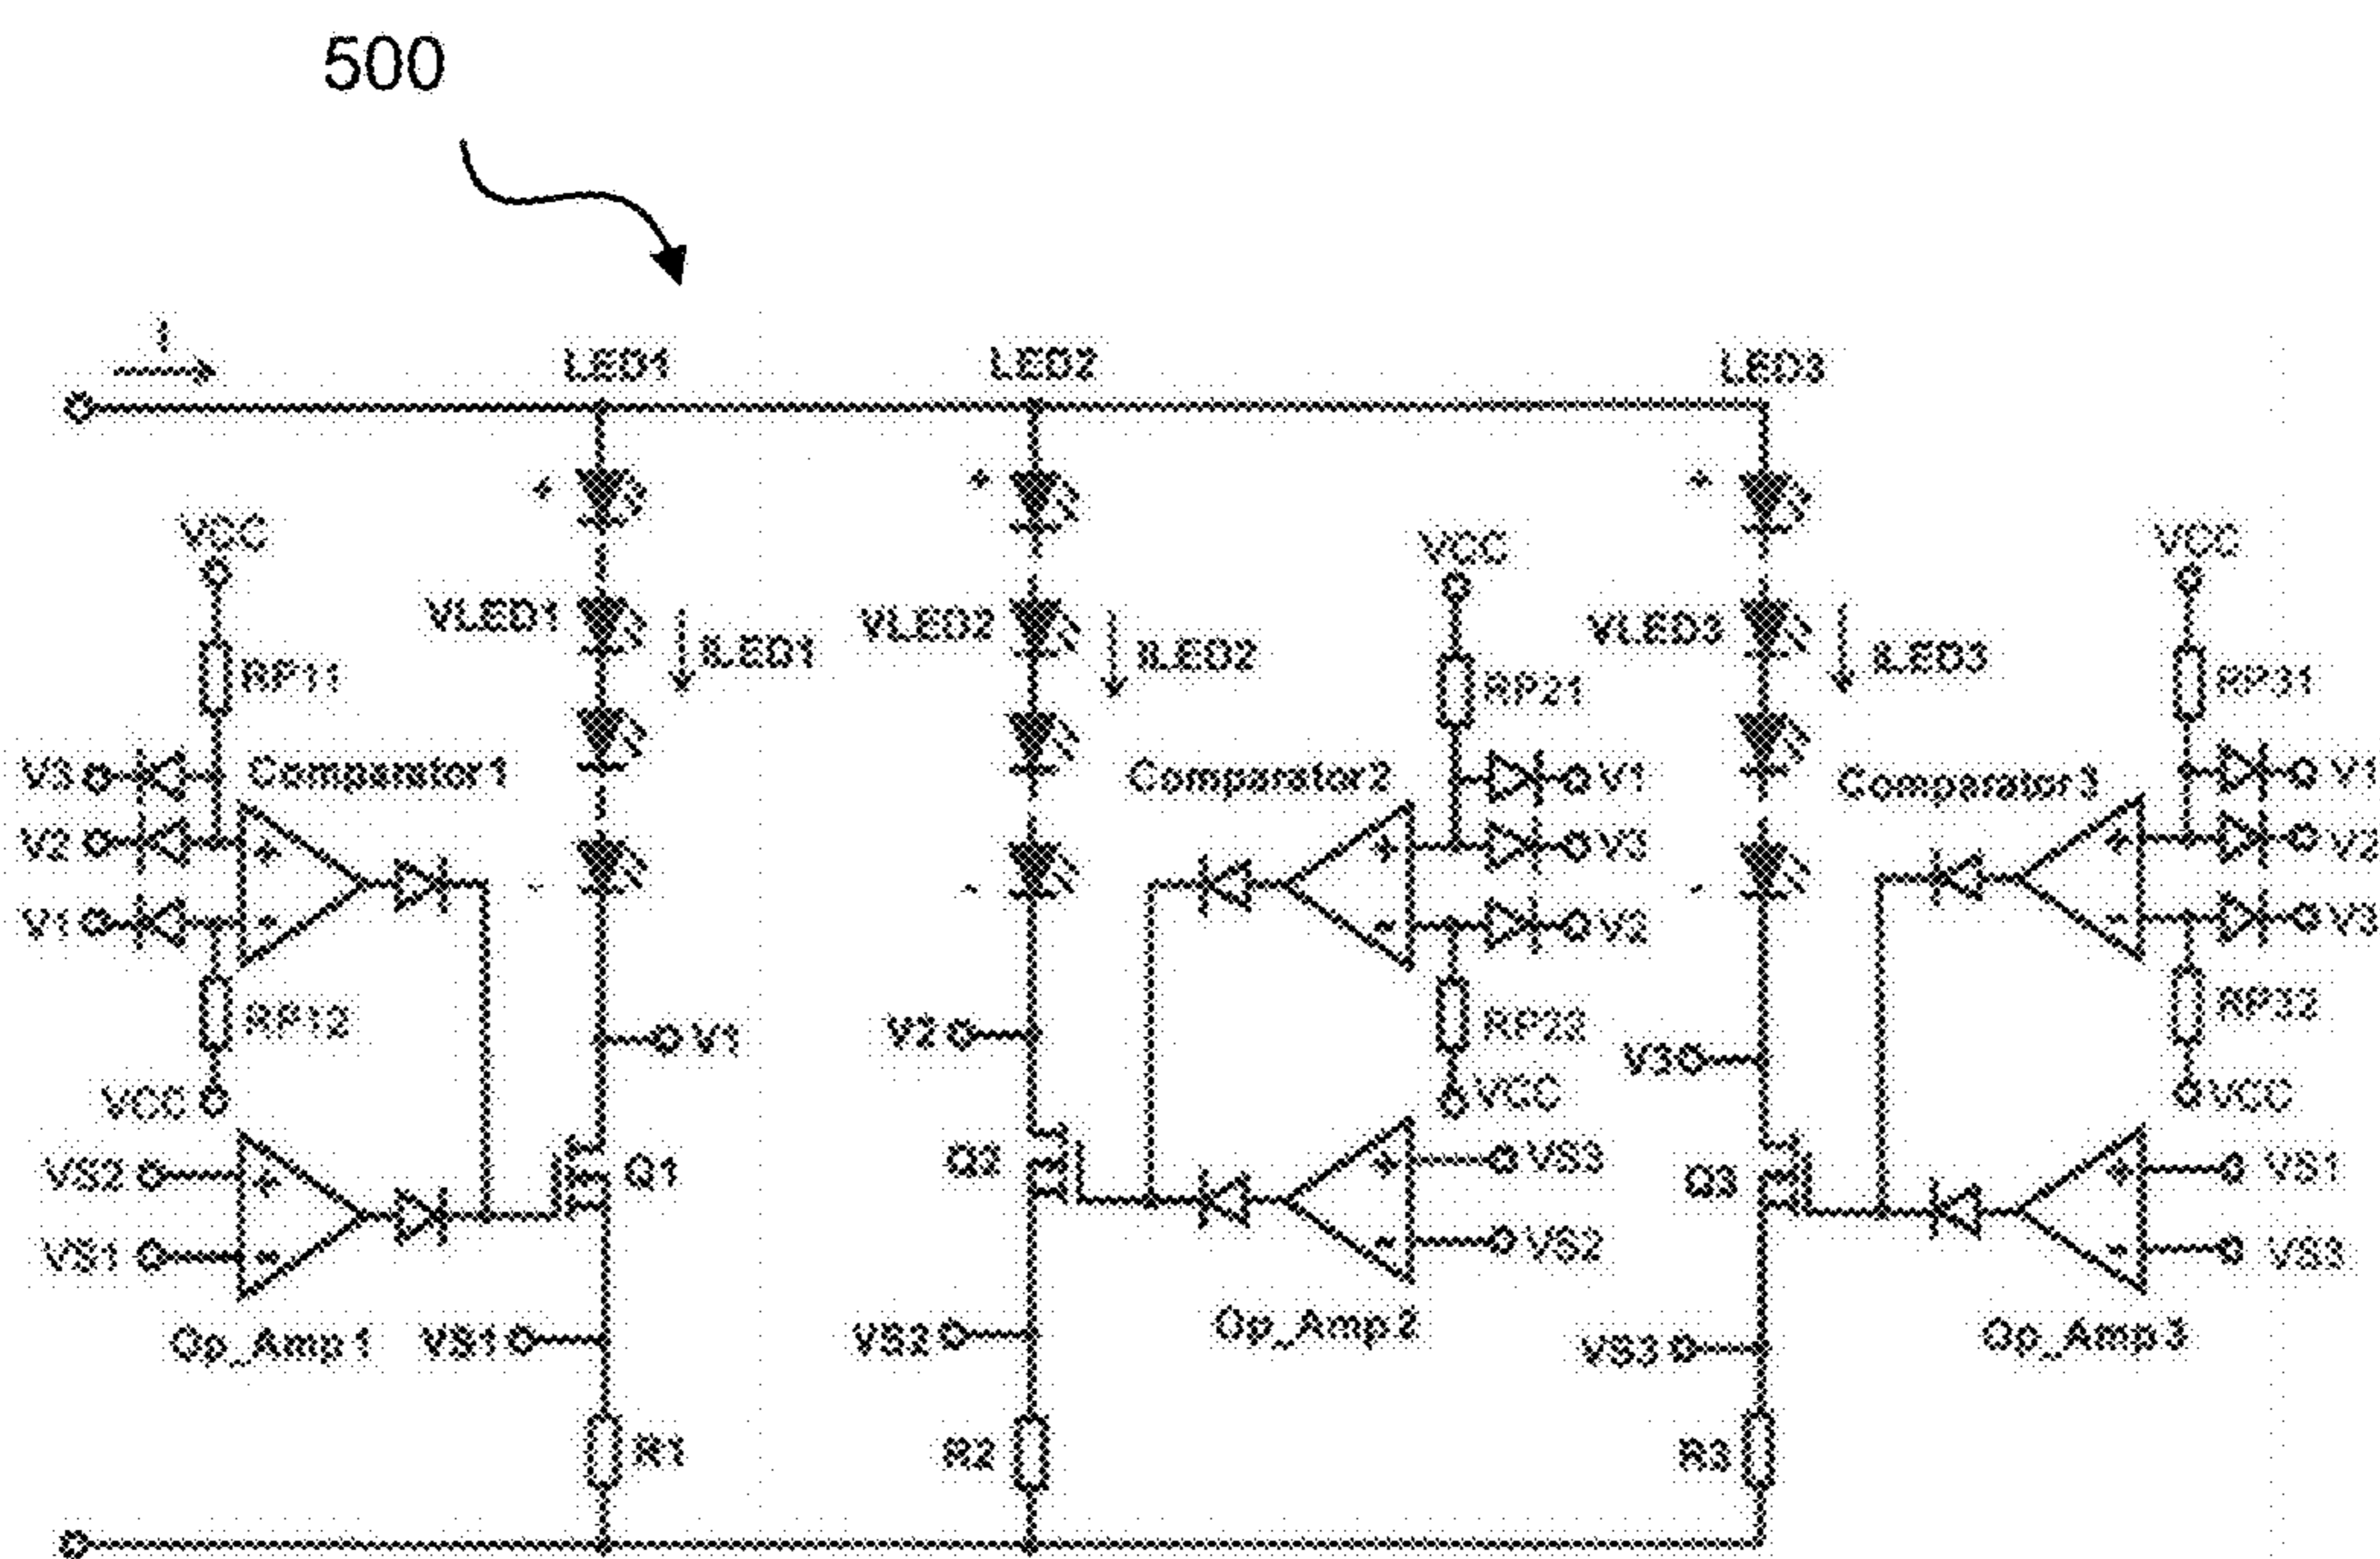 500
I
LED1 LED2 LED3
VCC VCC VCC
VLED1 ILED1 VLED2 ILED2 VLED3 ILED3
RP11 RP21 RP31
V3 Comparator1 Comparator2 V1 Comparator3 V1
V2 + + V3 + V2
V1 - - V2 - V3
RP12 RP22 RP32
V1 V2 V3
VCC VCC VCC
VS2 + Q1 Q2 + VS3 Q3 + VS1
VS1 - - VS2 - VS3
Op_Amp1 VS1 VS2 Op_Amp2 VS3 Op_Amp3
R1 R2 R3